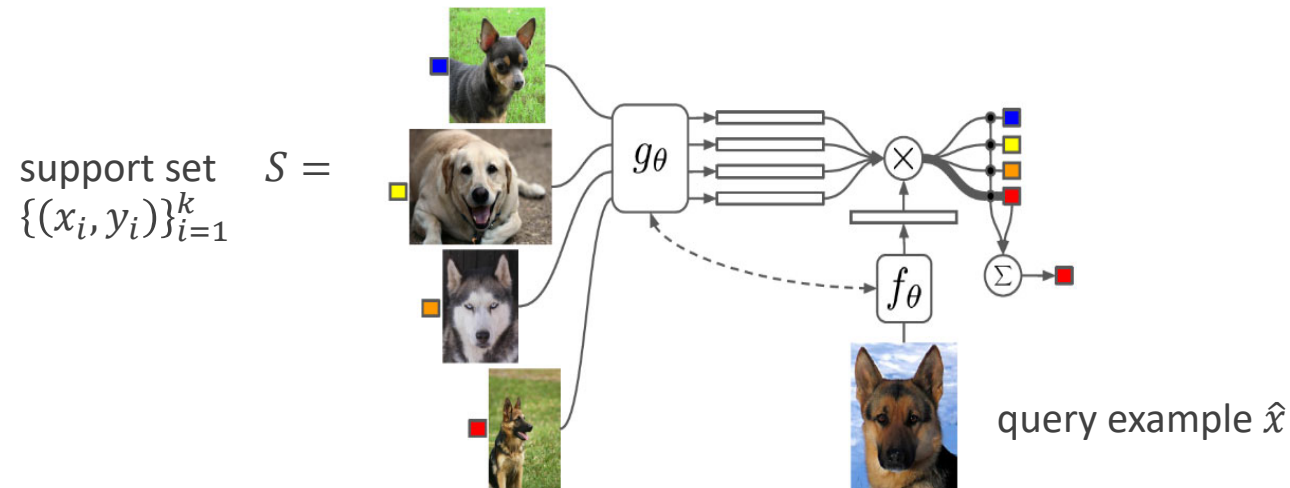 support set S =
{(x_i, y_i)}_{i=1}^k
g_θ
×
f_θ
Σ
query example x̂